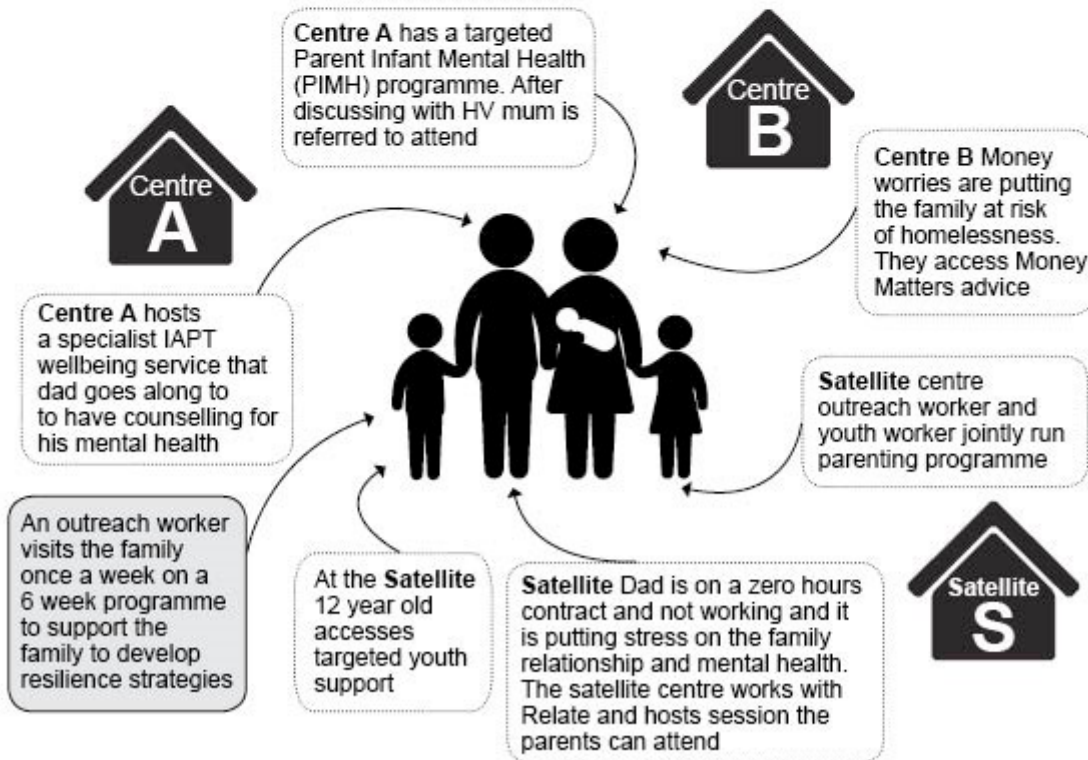 Centre A has a targeted
Parent Infant Mental Health
(PIMH) programme. After
discussing with HV mum is
referred to attend
Centre
B
Centre
A
Centre B Money
worries are putting
the family at risk
of homelessness.
They access Money
Matters advice
Centre A hosts
a specialist IAPT
wellbeing service that
dad goes along to
to have counselling for
his mental health
Satellite centre
outreach worker and
youth worker jointly run
parenting programme
An outreach worker
visits the family
once a week on a
6 week programme
to support the
family to develop
resilience strategies
At the Satellite
12 year old
accesses
targeted youth
support
Satellite Dad is on a zero hours
contract and not working and it
is putting stress on the family
relationship and mental health.
The satellite centre works with
Relate and hosts session the
parents can attend
Satellite
S